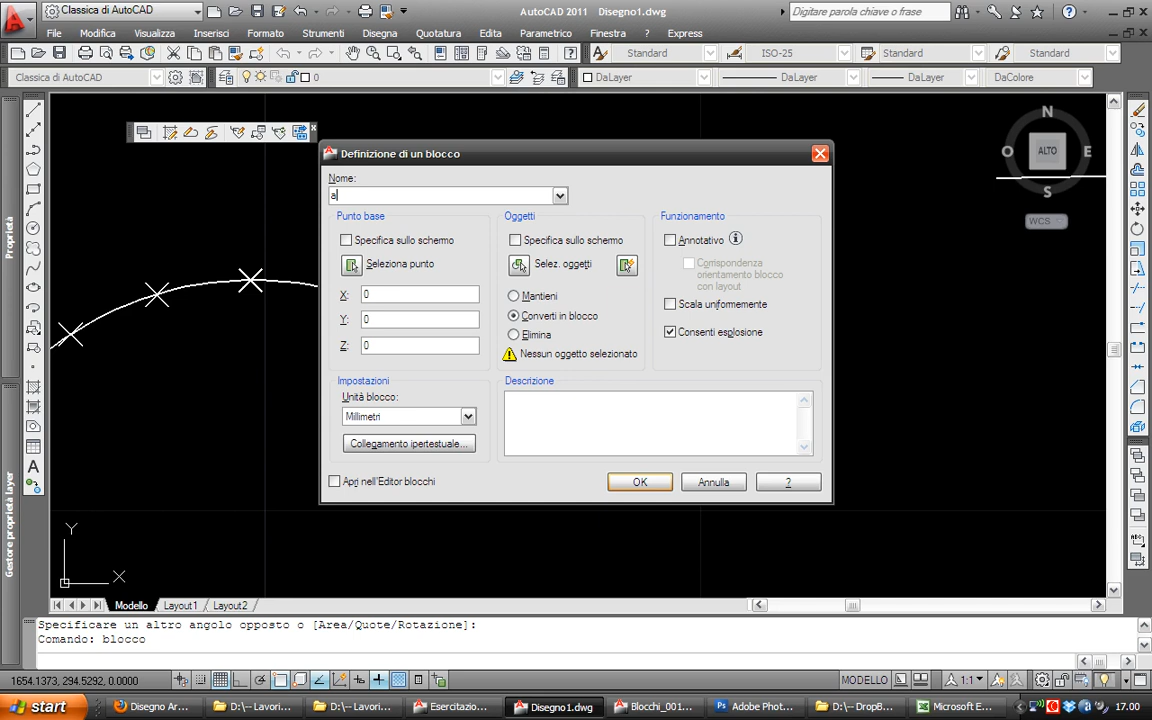 Classica di AutoCAD
AutoCAD 2011 Disegno1.dwg
Digitare parola chiave o frase
File Modifica Visualizza Inserisci Formato Strumenti Disegna Quotatura Edita Parametrico Finestra ? Express
Standard ISO-25 Standard Standard
Classica di AutoCAD 0 DaLayer DaLayer DaLayer DaColore
Proprietà
Gestore proprietà layer
N
O ALTO E
S
WCS
Definizione di un blocco
Nome:
a
Punto base
Specifica sullo schermo
Seleziona punto
X: 0
Y: 0
Z: 0
Oggetti
Specifica sullo schermo
Selez. oggetti
Mantieni
Converti in blocco
Elimina
Nessun oggetto selezionato
Funzionamento
Annotativo
Corrispondenza
orientamento blocco
con layout
Scala uniformemente
Consenti esplosione
Impostazioni
Unità blocco:
Millimetri
Collegamento ipertestuale...
Descrizione
Apri nell'Editor blocchi
OK Annulla ?
Y
X
Modello Layout1 Layout2
Specificare un altro angolo opposto o [Area/Quote/Rotazione]:
Comando: blocco
1654.1373, 294.5292, 0.0000
MODELLO 1:1
start Disegno Ar... D:\-- Lavori... D:\-- Lavori... Esercitazio... Disegno1.dwg Blocchi_001... Adobe Phot... D:\-- DropB... Microsoft E... 17.00